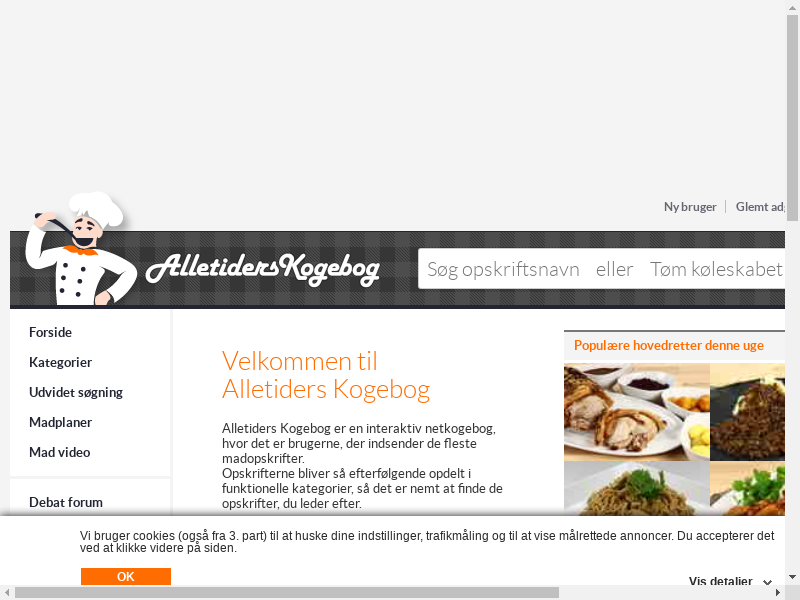 Ny bruger
Glemt
AlletidersKogebog
Søg opskriftsnavn eller Tøm køleskabet
Forside
Kategorier
Udvidet søgning
Madplaner
Mad video
Debat forum
Velkommen til
Alletiders Kogebog
Alletiders Kogebog er en interaktiv netkogebog,
hvor det er brugerne, der indsender de fleste
madopskrifter.
Opskrifterne bliver så efterfølgende opdelt i
funktionelle kategorier, så det er nemt at finde de
opskrifter, du leder efter.
Populære hovedretter denne uge
Vi bruger cookies (også fra 3. part) til at huske dine indstillinger, trafikmåling og til at vise målrettede annoncer. Du accepterer det
ved at klikke videre på siden.
OK
Vis detaljer